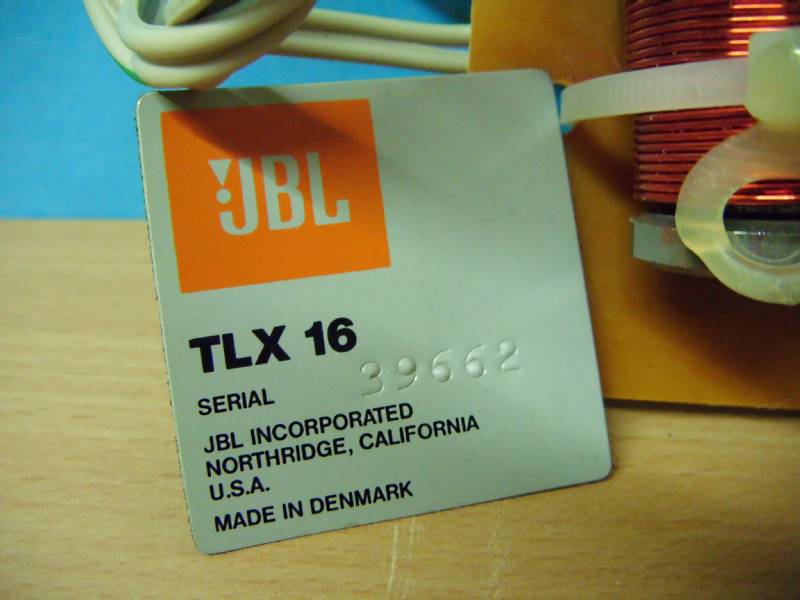 JBL
TLX 16
SERIAL 39662
JBL INCORPORATED
NORTHRIDGE, CALIFORNIA
U.S.A.
MADE IN DENMARK